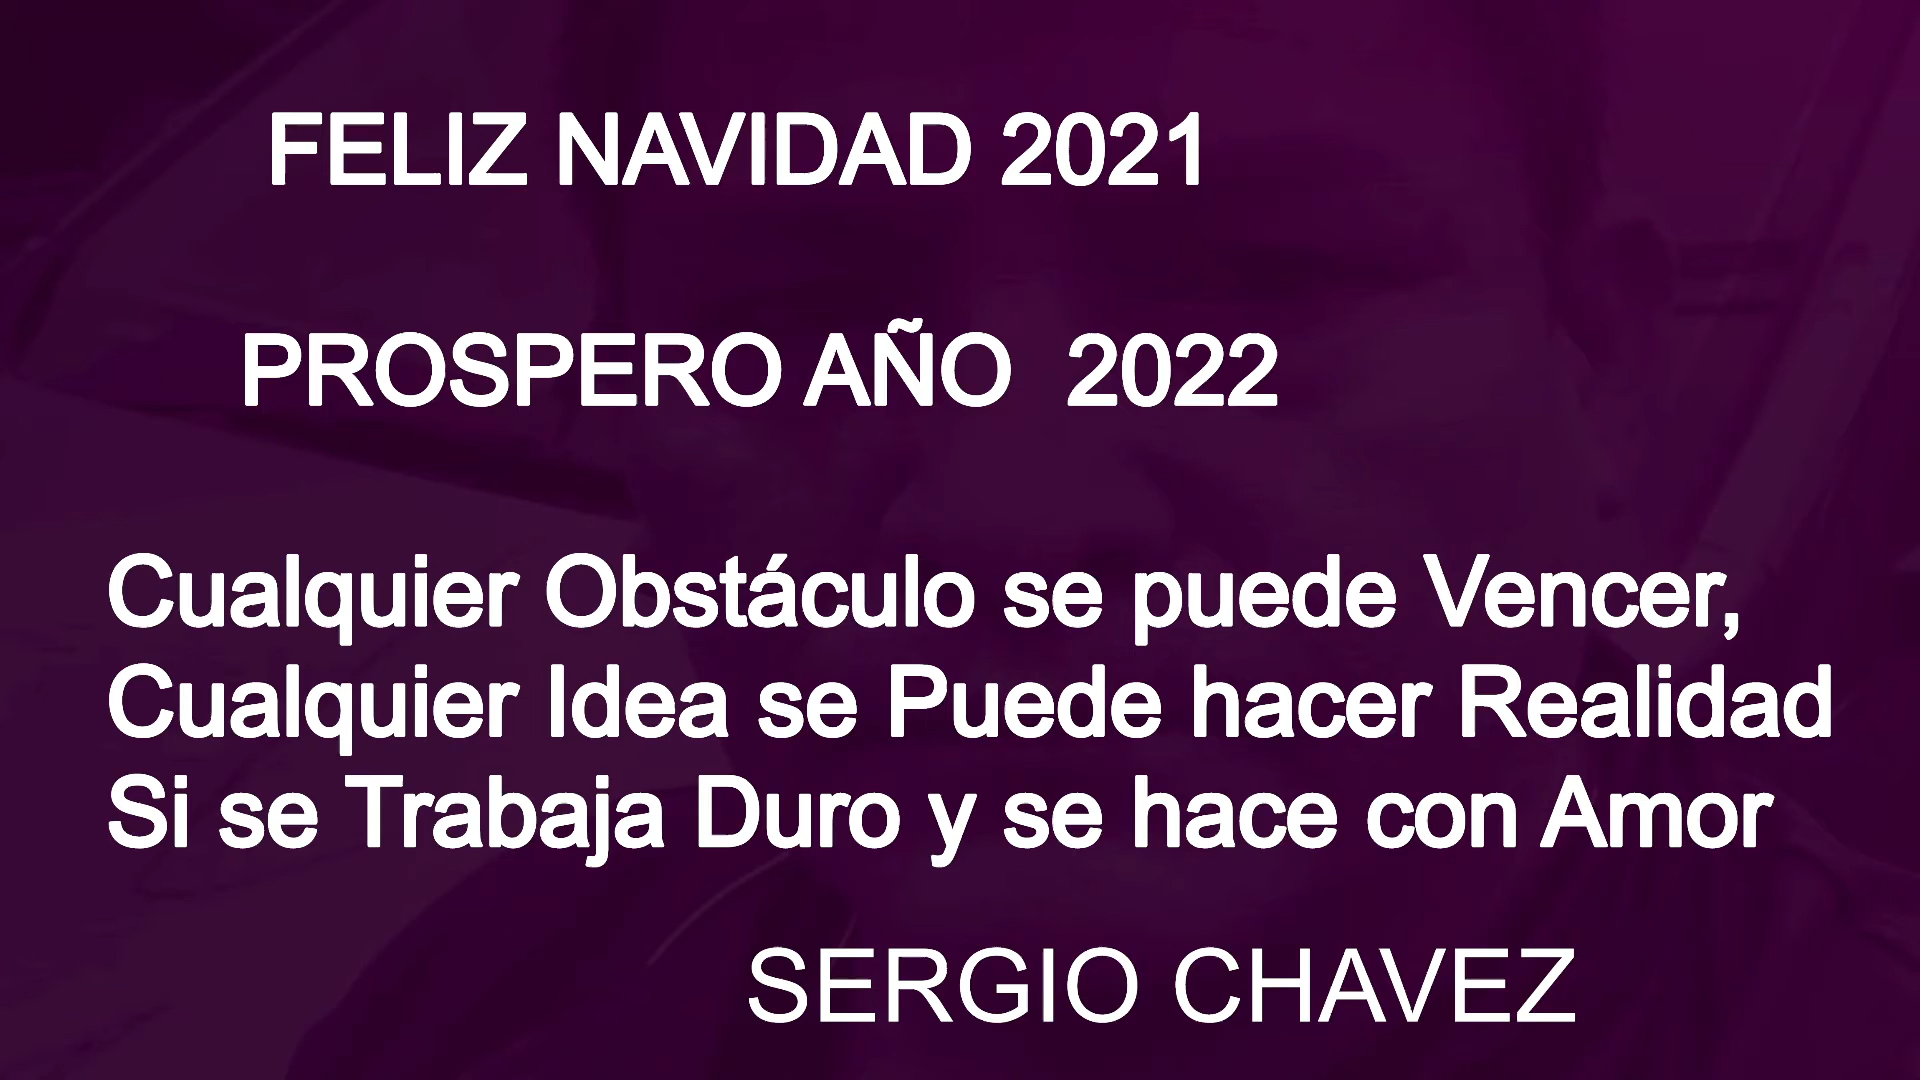 FELIZ NAVIDAD 2021
PROSPERO AÑO 2022
Cualquier Obstáculo se puede Vencer,
Cualquier Idea se Puede hacer Realidad
Si se Trabaja Duro y se hace con Amor
SERGIO CHAVEZ